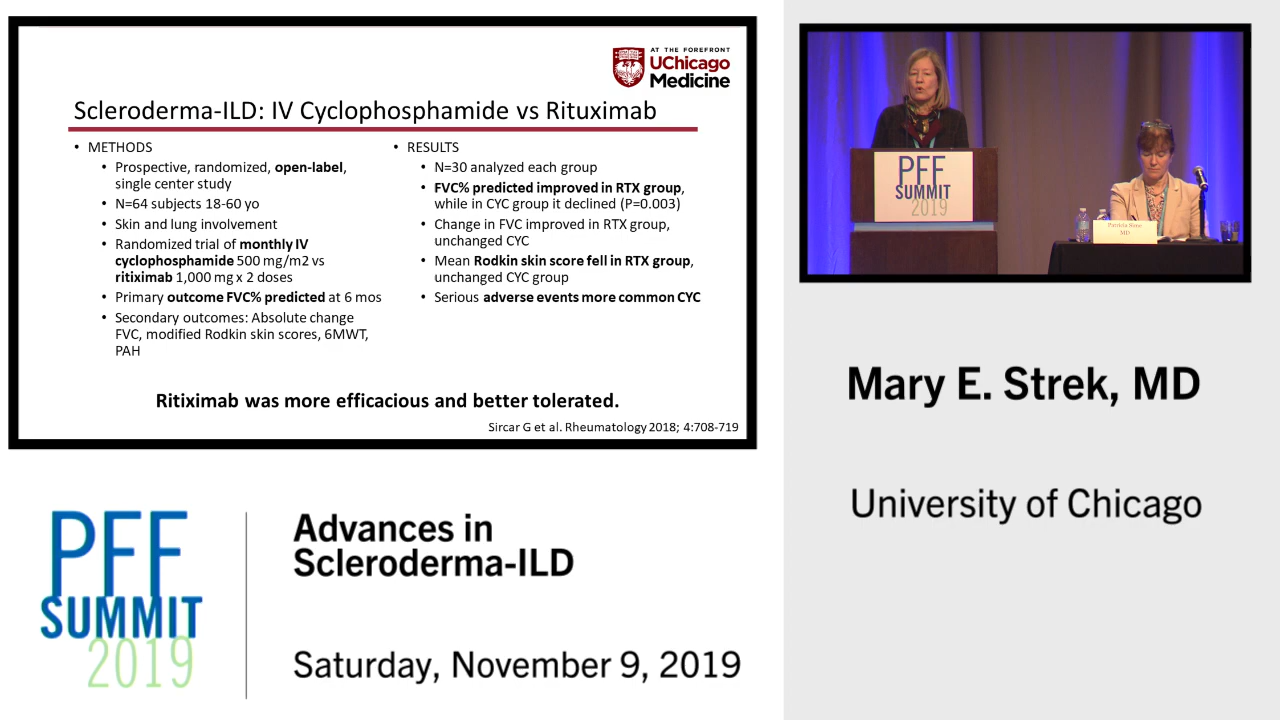 AT THE FOREFRONT
UChicago
Medicine
Scleroderma-ILD: IV Cyclophosphamide vs Rituximab
• METHODS
• Prospective, randomized, open-label,
single center study
• N=64 subjects 18-60 yo
• Skin and lung involvement
• Randomized trial of monthly IV
cyclophosphamide 500 mg/m2 vs
ritiximab 1,000 mg x 2 doses
• Primary outcome FVC% predicted at 6 mos
• Secondary outcomes: Absolute change
FVC, modified Rodkin skin scores, 6MWT,
PAH
• RESULTS
• N=30 analyzed each group
• FVC% predicted improved in RTX group,
while in CYC group it declined (P=0.003)
• Change in FVC improved in RTX group,
unchanged CYC
• Mean Rodkin skin score fell in RTX group,
unchanged CYC group
• Serious adverse events more common CYC
Ritiximab was more efficacious and better tolerated.
Sircar G et al. Rheumatology 2018; 4:708-719
PFF
SUMMIT
2019
MD
Mary E. Strek, MD
University of Chicago
PFF
SUMMIT
2019
Advances in
Scleroderma-ILD
Saturday, November 9, 2019